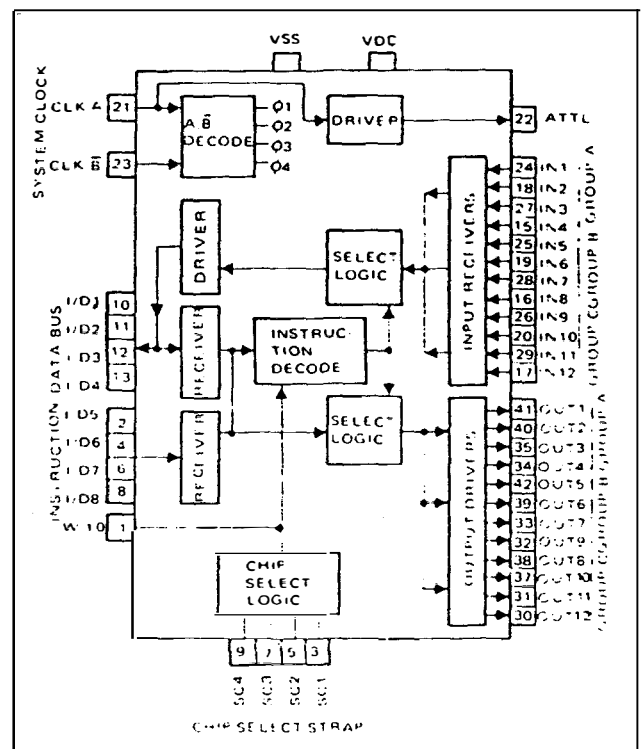 VSS
VDC
SYSTEM CLOCK
CLK A
21
CLK B̄
23
A, B̄
DECODE
Ø1
Ø2
Ø3
Ø4
DRIVER
22
ATTL
24 IN1
18 IN2
27 IN3
15 IN4
25 IN5
19 IN6
28 IN7
16 IN8
26 IN9
20 IN10
29 IN11
17 IN12
GROUP C GROUP B GROUP A
INPUT RECEIVERS
DRIVER
SELECT
LOGIC
INSTRUCTION DATA BUS
I/D1
10
I/D2
11
I/D3
12
I/D4
13
RECEIVER
INSTRUC-
TION
DECODE
I/D5
2
I/D6
4
I/D7
6
I/D8
8
RECEIVER
SELECT
LOGIC
1
OUTPUT DRIVERS
41 OUT1
40 OUT2
35 OUT3
34 OUT4
42 OUT5
39 OUT6
33 OUT7
32 OUT9
38 OUT8
37 OUT10
31 OUT11
30 OUT12
GROUP C GROUP B GROUP A
CHIP
SELECT
LOGIC
9 7 5 3
SC4
SC3
SC2
SC1
CHIP SELECT STRAP